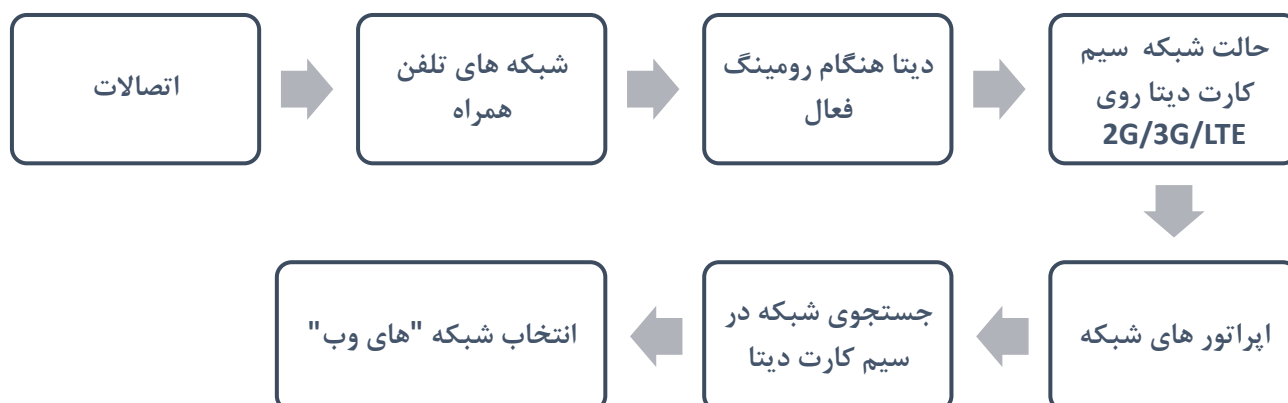 اتصالات
شبکه های تلفن
همراه
دیتا هنگام رومینگ
فعال
حالت شبکه  سیم
کارت دیتا روی
2G/3G/LTE
اپراتور های شبکه
جستجوی شبکه در
سیم کارت دیتا
انتخاب شبکه "های وب"